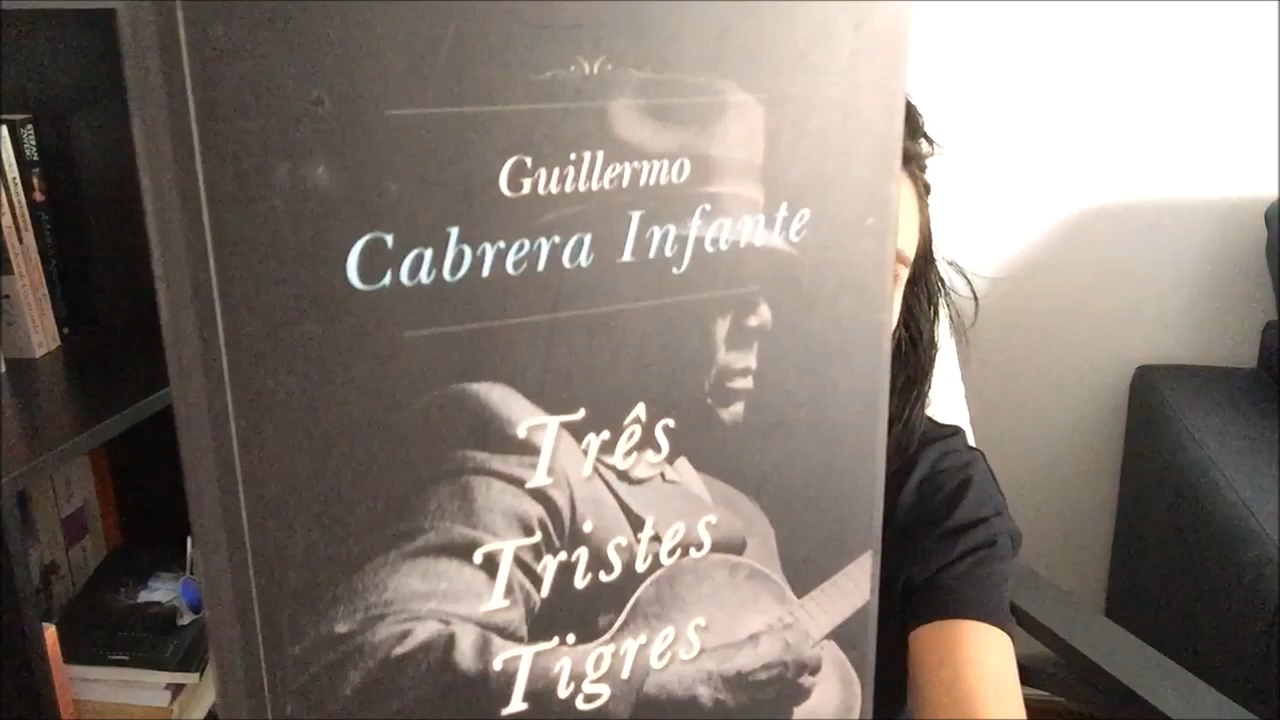 Guillermo
Cabrera Infante
Três
Tristes
Tigres